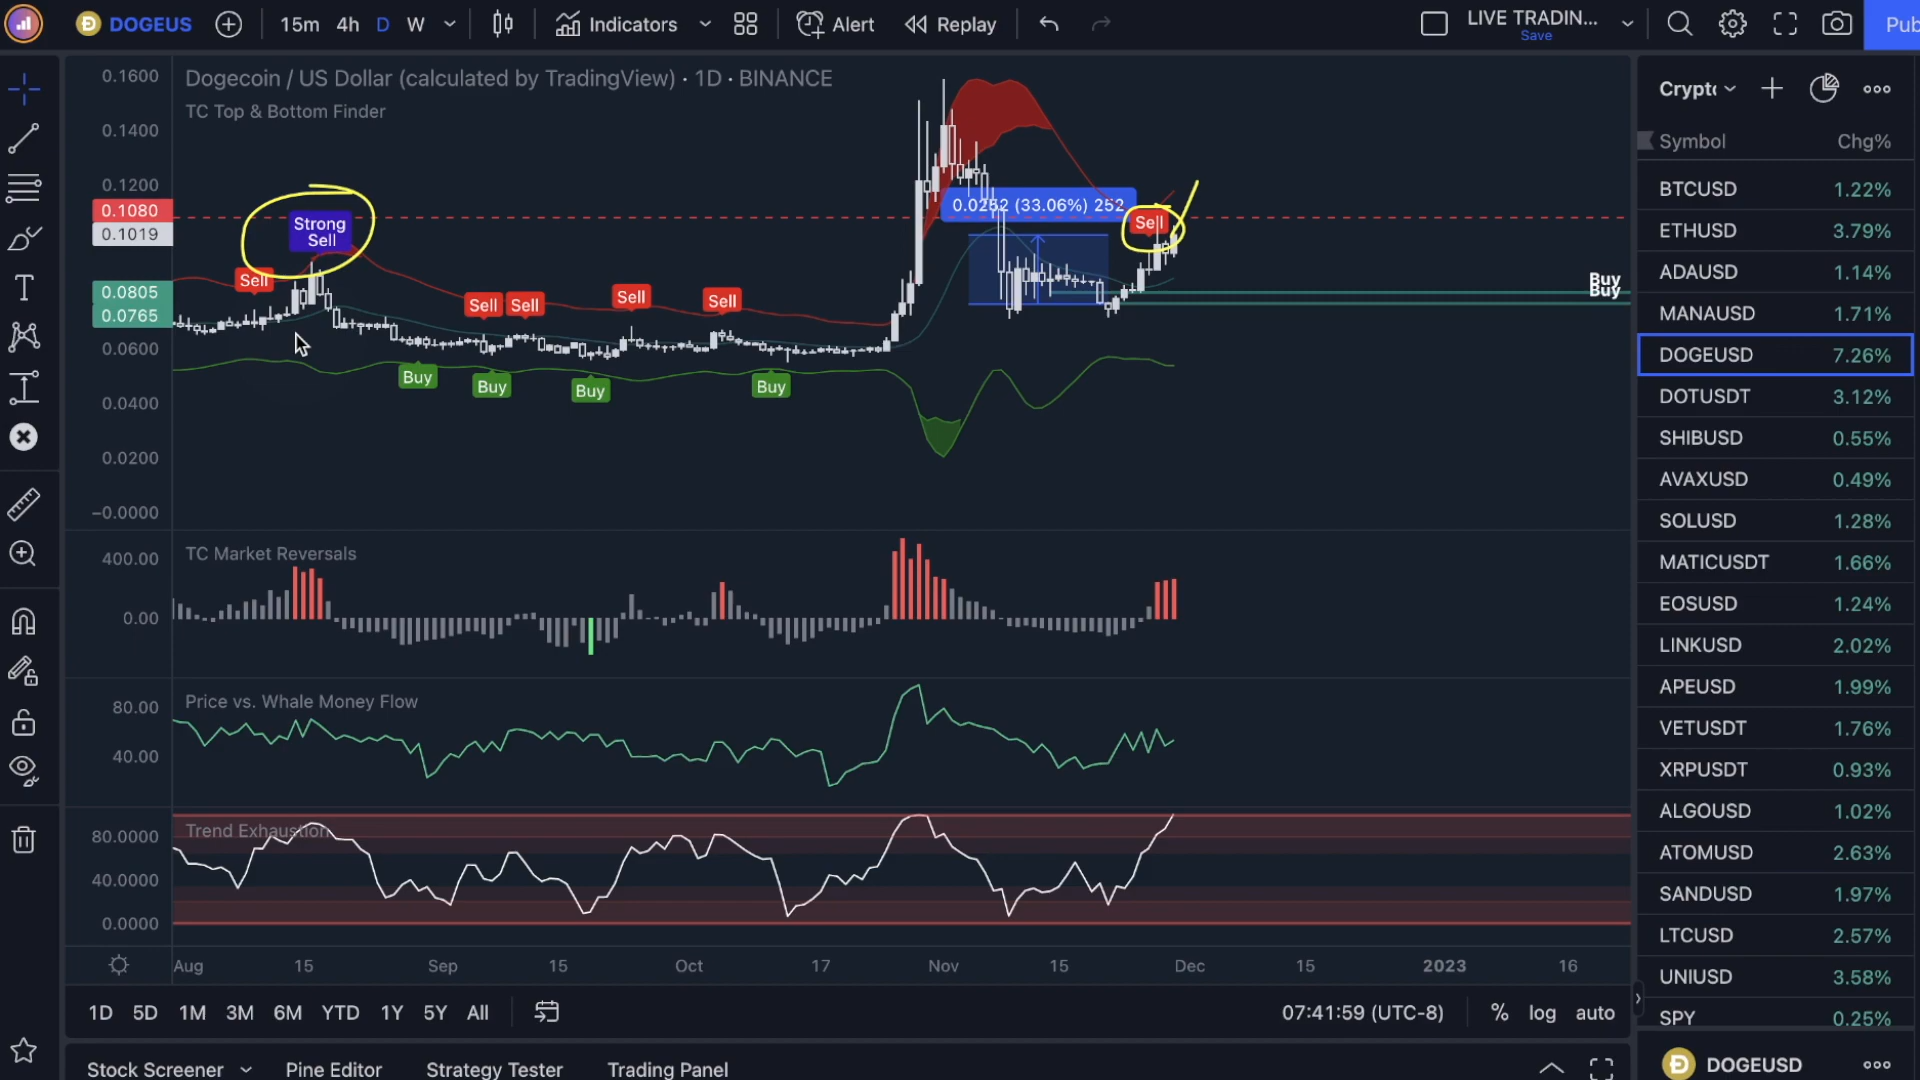 DOGEUS 15m 4h D W Indicators Alert Replay LIVE TRADIN... Save
Dogecoin / US Dollar (calculated by TradingView) · 1D · BINANCE
TC Top & Bottom Finder
0.1600
0.1400
0.1200
0.1080
0.1019
0.0805
0.0765
0.0600
0.0400
0.0200
−0.0000
Strong
Sell
Sell
Sell
Sell
Sell
Sell
Sell
Buy
Buy
Buy
Buy
0.0252 (33.06%) 252
Buy
Buy
TC Market Reversals
400.00
0.00
Price vs. Whale Money Flow
80.00
40.00
Trend Exhaustion
80.0000
40.0000
0.0000
Aug 15 Sep 15 Oct 17 Nov 15 Dec 15 2023 16
1D 5D 1M 3M 6M YTD 1Y 5Y All 07:41:59 (UTC-8) % log auto
Stock Screener Pine Editor Strategy Tester Trading Panel
Symbol Chg%
BTCUSD 1.22%
ETHUSD 3.79%
ADAUSD 1.14%
MANAUSD 1.71%
DOGEUSD 7.26%
DOTUSDT 3.12%
SHIBUSD 0.55%
AVAXUSD 0.49%
SOLUSD 1.28%
MATICUSDT 1.66%
EOSUSD 1.24%
LINKUSD 2.02%
APEUSD 1.99%
VETUSDT 1.76%
XRPUSDT 0.93%
ALGOUSD 1.02%
ATOMUSD 2.63%
SANDUSD 1.97%
LTCUSD 2.57%
UNIUSD 3.58%
SPY 0.25%
DOGEUSD